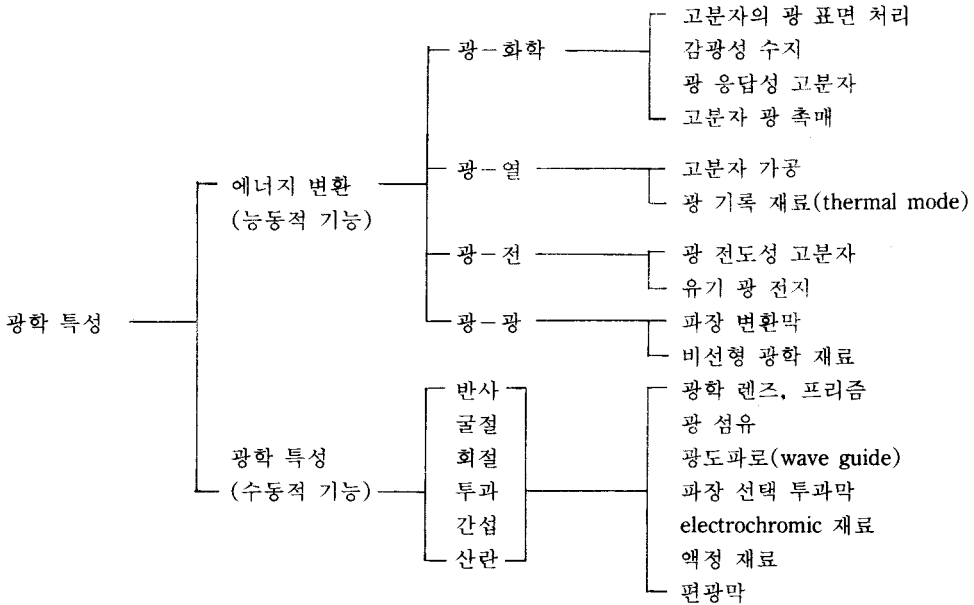 고분자의 광 표면 처리
광－화학
감광성 수지
광 응답성 고분자
고분자 광 촉매
에너지 변환
(능동적 기능)
광－열
고분자 가공
광 기록 재료(thermal mode)
광－전
광 전도성 고분자
유기 광 전지
광학 특성
광－광
파장 변환막
비선형 광학 재료
광학 특성
(수동적 기능)
반사
굴절
회절
투과
간섭
산란
광학 렌즈, 프리즘
광 섬유
광도파로(wave guide)
파장 선택 투과막
electrochromic 재료
액정 재료
편광막